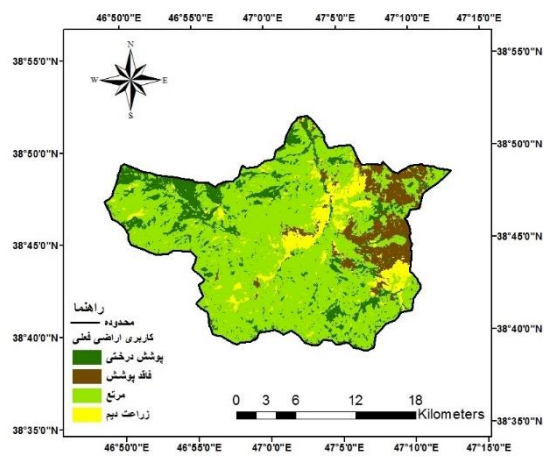 46°50'0"E 46°55'0"E 47°0'0"E 47°5'0"E 47°10'0"E 47°15'0"E
38°55'0"N 38°55'0"N
N
W E
S
38°50'0"N 38°50'0"N
38°45'0"N 38°45'0"N
راهنما
محدوده
38°40'0"N 38°40'0"N
کاربری اراضی فعلی
پوشش درختی
فاقد پوشش
مرتع
زراعت دیم
0 3 6 12 18
Kilometers
38°35'0"N 38°35'0"N
46°50'0"E 46°55'0"E 47°0'0"E 47°5'0"E 47°10'0"E 47°15'0"E